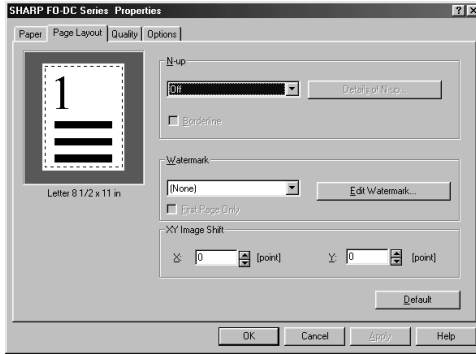 SHARP FO-DC Series Properties
Paper Page Layout Quality Options
1
Letter 8 1/2 x 11 in
N-up
Off
Details of N-up...
Borderline
Watermark
(None)
Edit Watermark...
First Page Only
XY Image Shift
X: 0 [point] Y: 0 [point]
Default
OK Cancel Apply Help